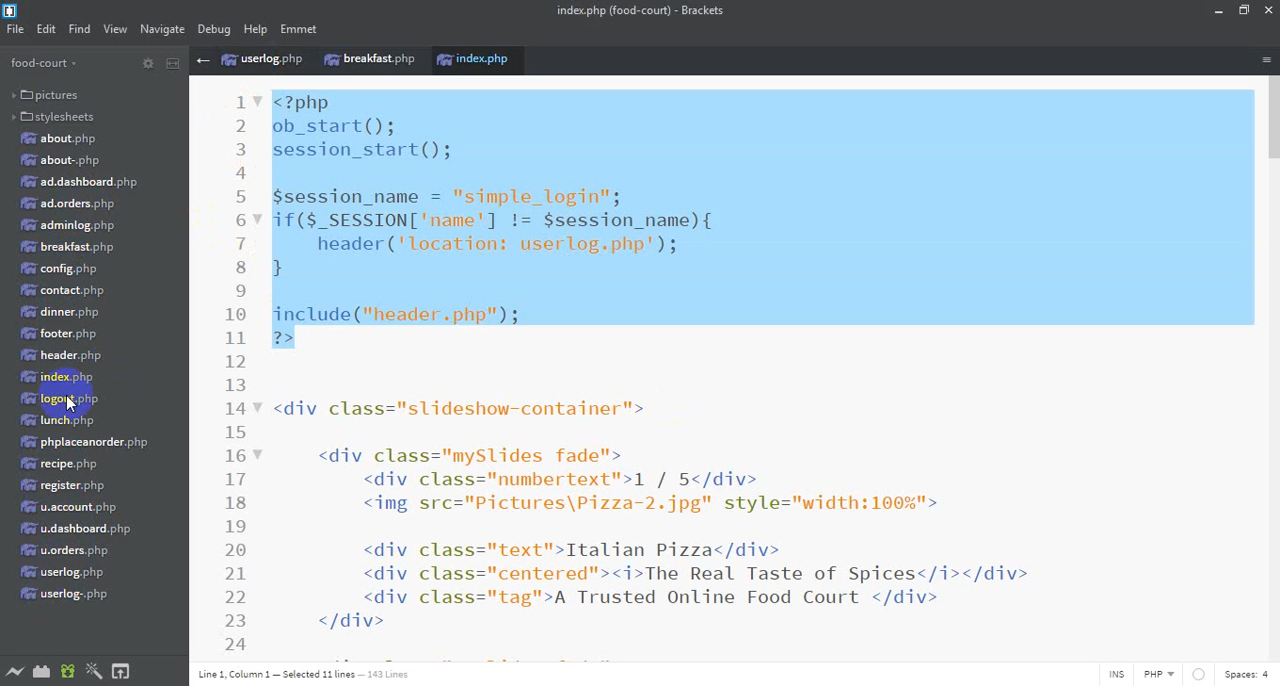 index.php (food-court) - Brackets
File Edit Find View Navigate Debug Help Emmet
food-court
userlog.php breakfast.php index.php
pictures
stylesheets
about.php
about-.php
ad.dashboard.php
ad.orders.php
adminlog.php
breakfast.php
config.php
contact.php
dinner.php
footer.php
header.php
index.php
logout.php
lunch.php
phplaceanorder.php
recipe.php
register.php
u.account.php
u.dashboard.php
u.orders.php
userlog.php
userlog-.php
1 <?php
2 ob_start();
3 session_start();
4
5 $session_name = "simple_login";
6 if($_SESSION['name'] != $session_name){
7 header('location: userlog.php');
8 }
9
10 include("header.php");
11 ?>
12
13
14 <div class="slideshow-container">
15
16 <div class="mySlides fade">
17 <div class="numbertext">1 / 5</div>
18 <img src="Pictures\Pizza-2.jpg" style="width:100%">
19
20 <div class="text">Italian Pizza</div>
21 <div class="centered"><i>The Real Taste of Spices</i></div>
22 <div class="tag">A Trusted Online Food Court </div>
23 </div>
24
Line 1, Column 1 — Selected 11 lines — 143 Lines
INS PHP Spaces: 4